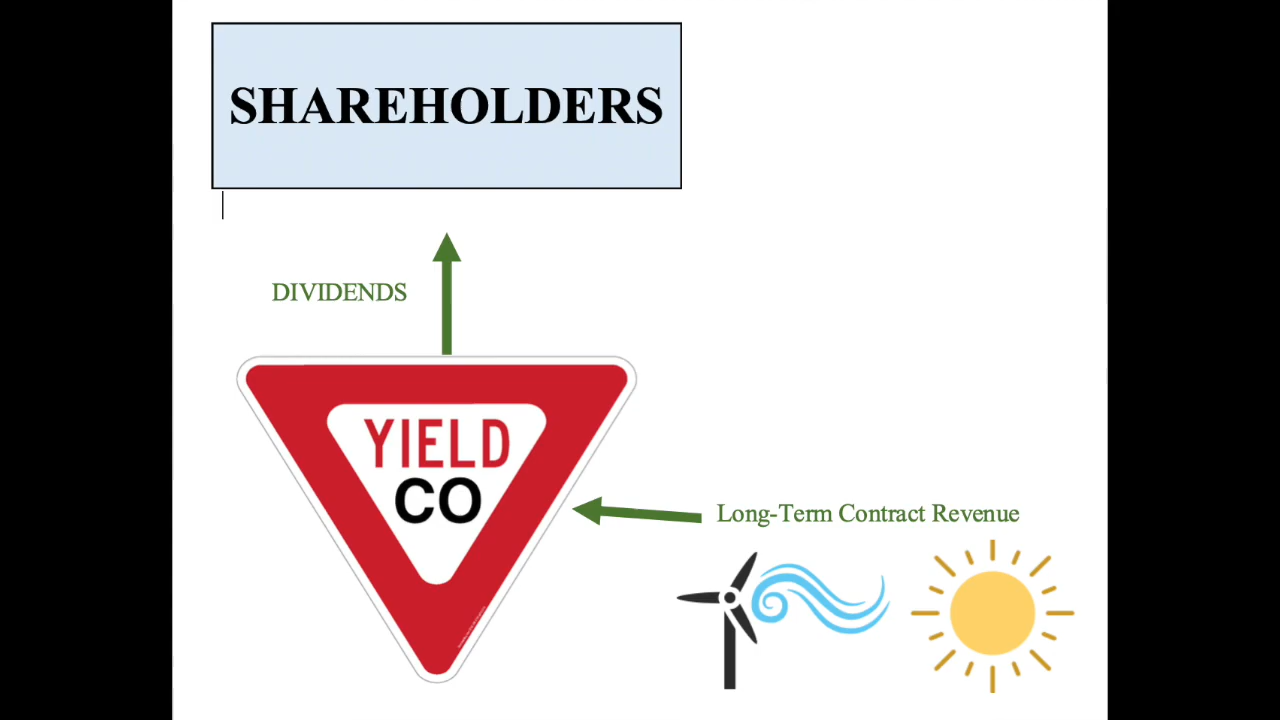 SHAREHOLDERS
DIVIDENDS
YIELD
CO
Long-Term Contract Revenue